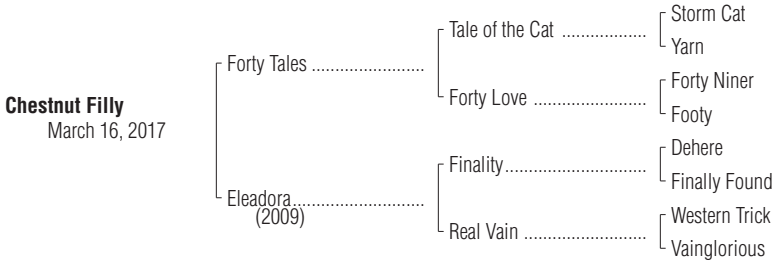 Storm Cat
Tale of the Cat ..................
Yarn
Forty Tales ........................
Forty Niner
Forty Love ........................
Footy
Chestnut Filly
March 16, 2017
Dehere
Finality..............................
Finally Found
Eleadora............................
(2009)
Western Trick
Real Vain ..........................
Vainglorious